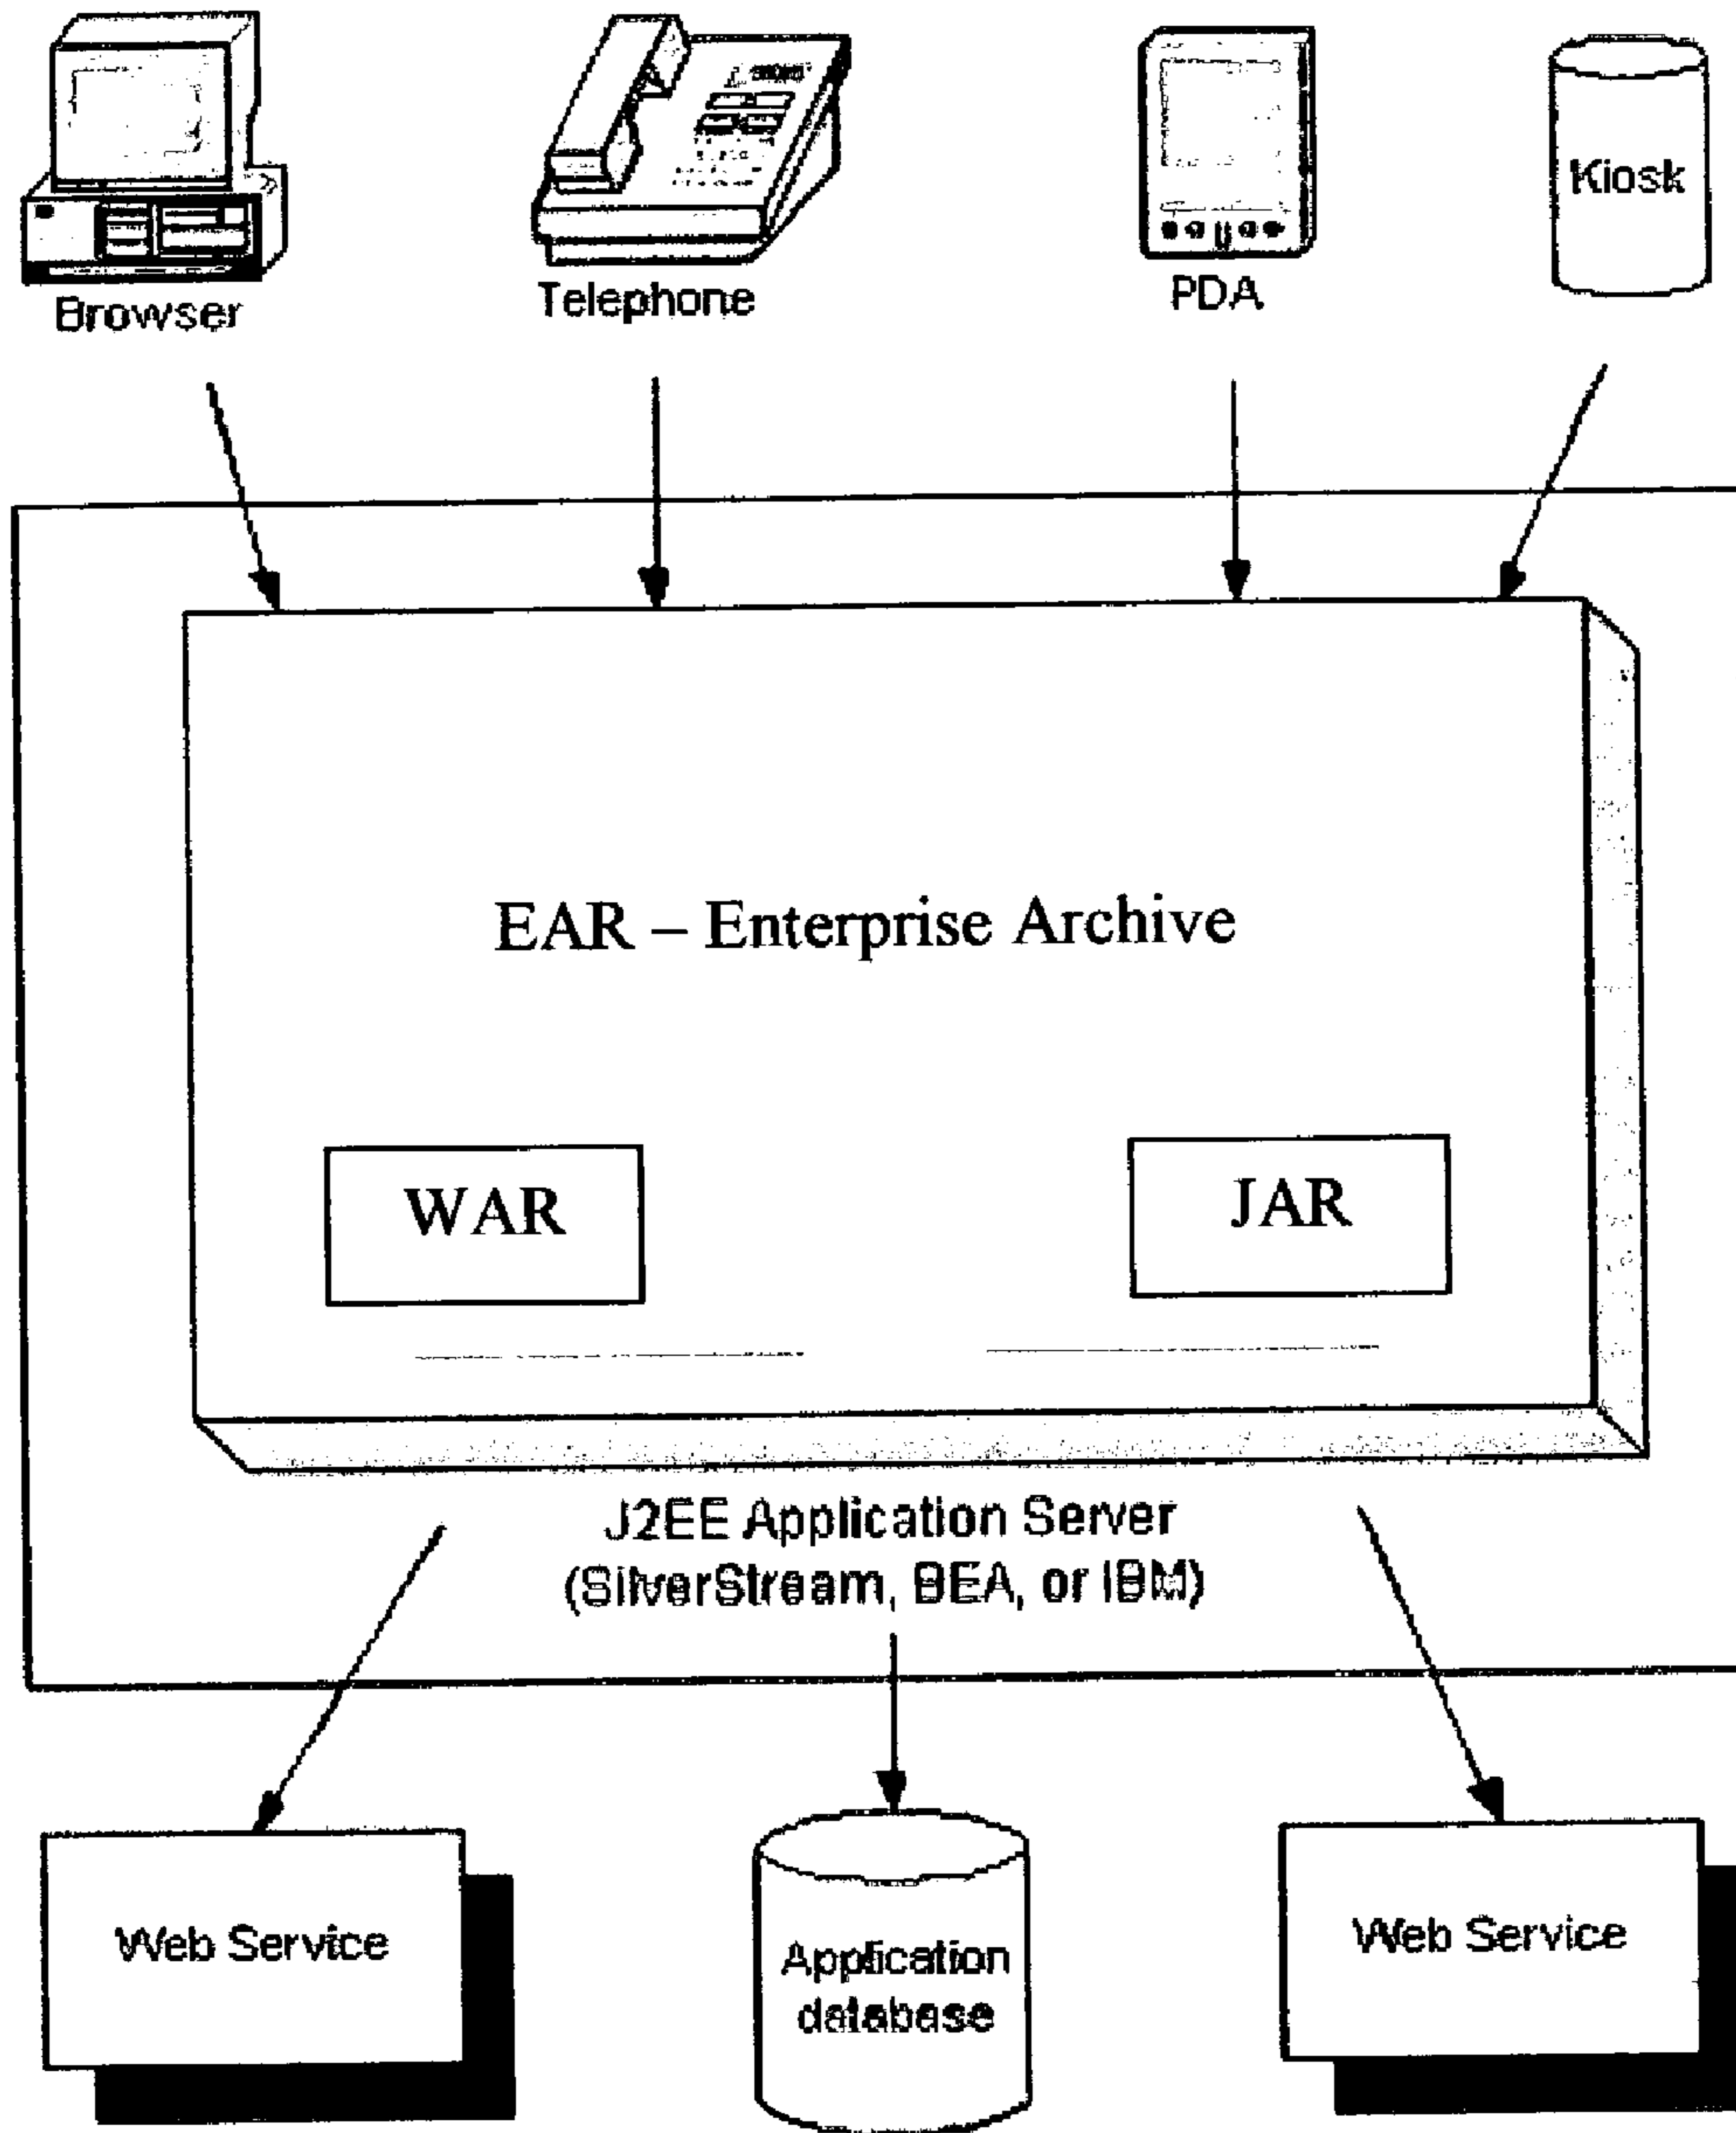 Browser
Telephone
PDA
Kiosk
EAR – Enterprise Archive
WAR
JAR
J2EE Application Server
(SilverStream, BEA, or IBM)
Web Service
Application
database
Web Service